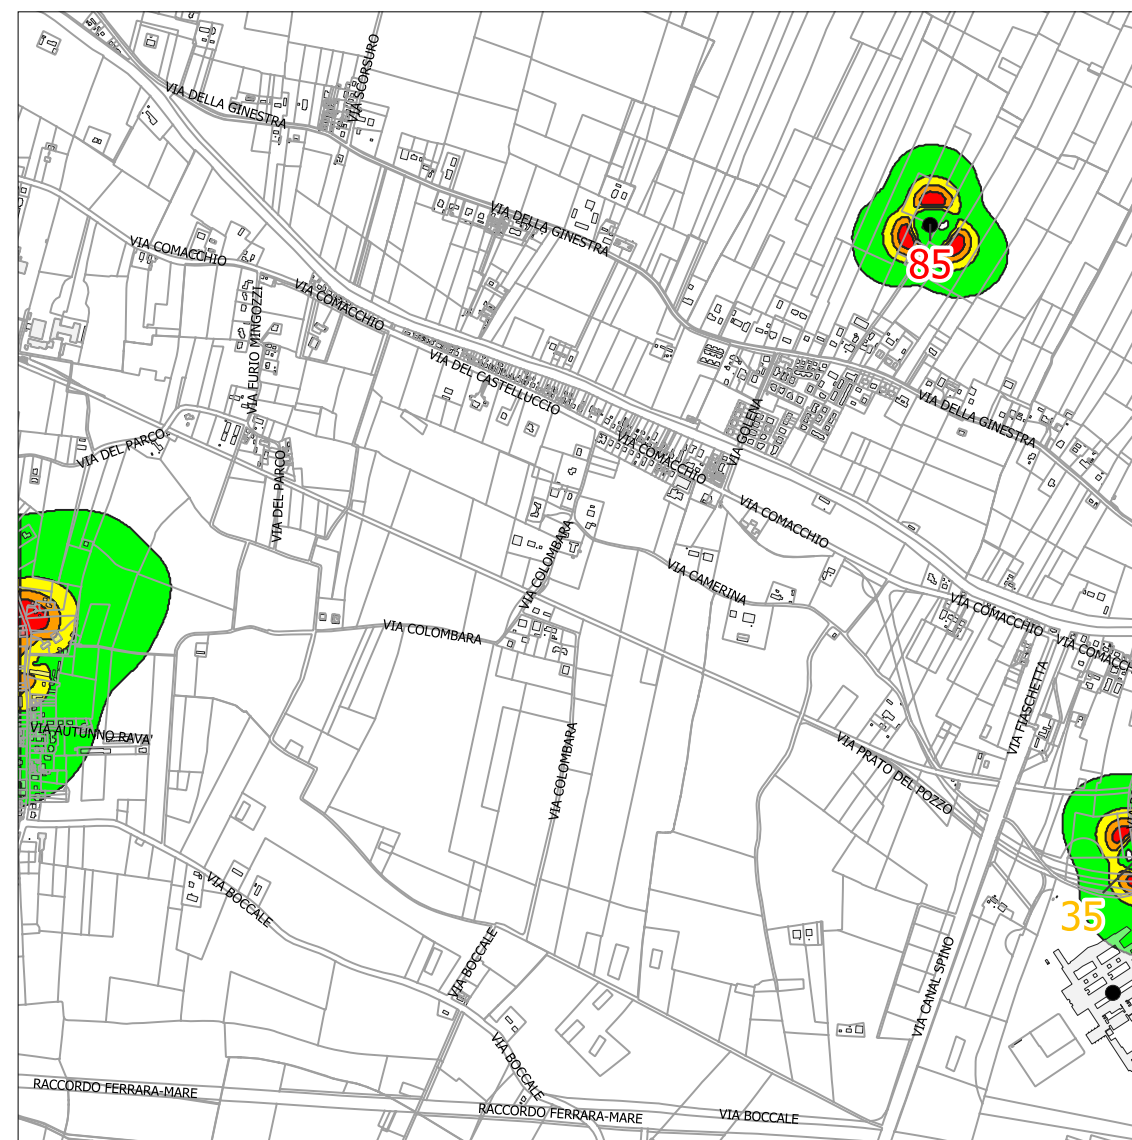 VIA SCORSURO
VIA DELLA GINESTRA
VIA DELLA GINESTRA
VIA COMACCHIO
85
VIA COMACCHIO
VIA FURIO MINGOZZI
VIA DEL CASTELLUCCIO
VIA DELLA GINESTRA
VIA GOLENA
VIA COMACCHIO
VIA DEL PARCO
VIA DEL PARCO
VIA COMACCHIO
VIA COLOMBARA
VIA CAMERINA
VIA COMACCHIO
VIA COLOMBARA
VIA COMACCH
VIA FIASCHETTA
VIA AUTUNNO RAVA'
VIA COLOMBARA
VIA PRATO DEL POZZO
VIA BOCCALE
35
VIA BOCCALE
VIA CANAL SPINO
VIA BOCCALE
RACCORDO FERRARA-MARE
RACCORDO FERRARA-MARE
VIA BOCCALE